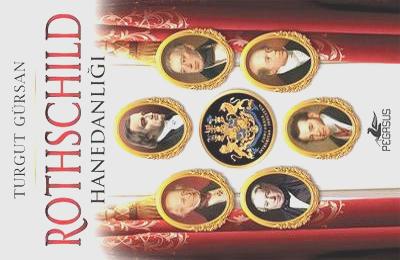 TURGUT GÜRSAN
ROTHSCHILD
HANEDANLIĞI
PEGASUS